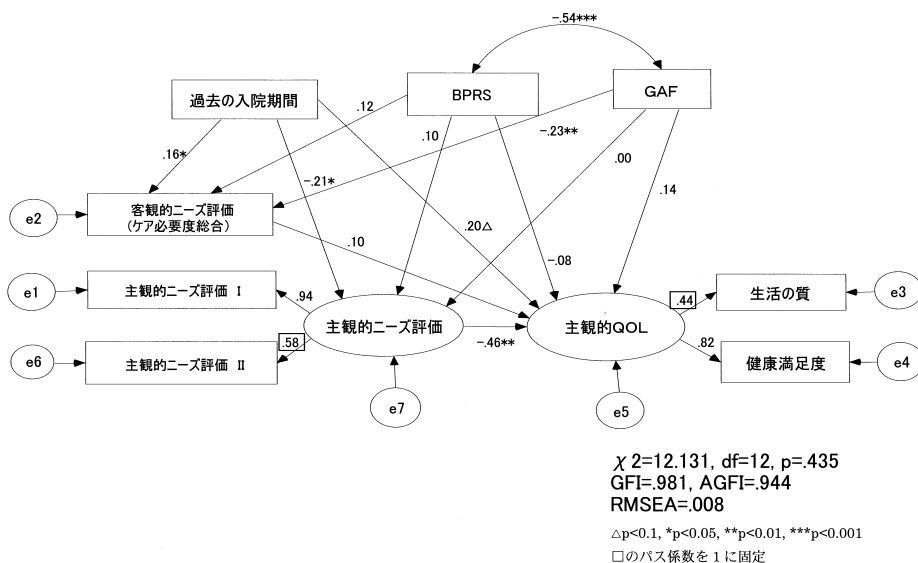 -.54***
過去の入院期間
BPRS
GAF
.12
.10
-.23**
.00
.16*
-.21*
.14
e2
客観的ニーズ評価
(ケア必要度総合)
.20△
.10
-.08
e1
主観的ニーズ評価 Ⅰ
.94
.44
生活の質
e3
主観的ニーズ評価
主観的QOL
e6
主観的ニーズ評価 Ⅱ
.58
-.46**
.82
健康満足度
e4
e7
e5
χ2=12.131, df=12, p=.435
GFI=.981, AGFI=.944
RMSEA=.008
△p<0.1, *p<0.05, **p<0.01, ***p<0.001
□のパス係数を1に固定